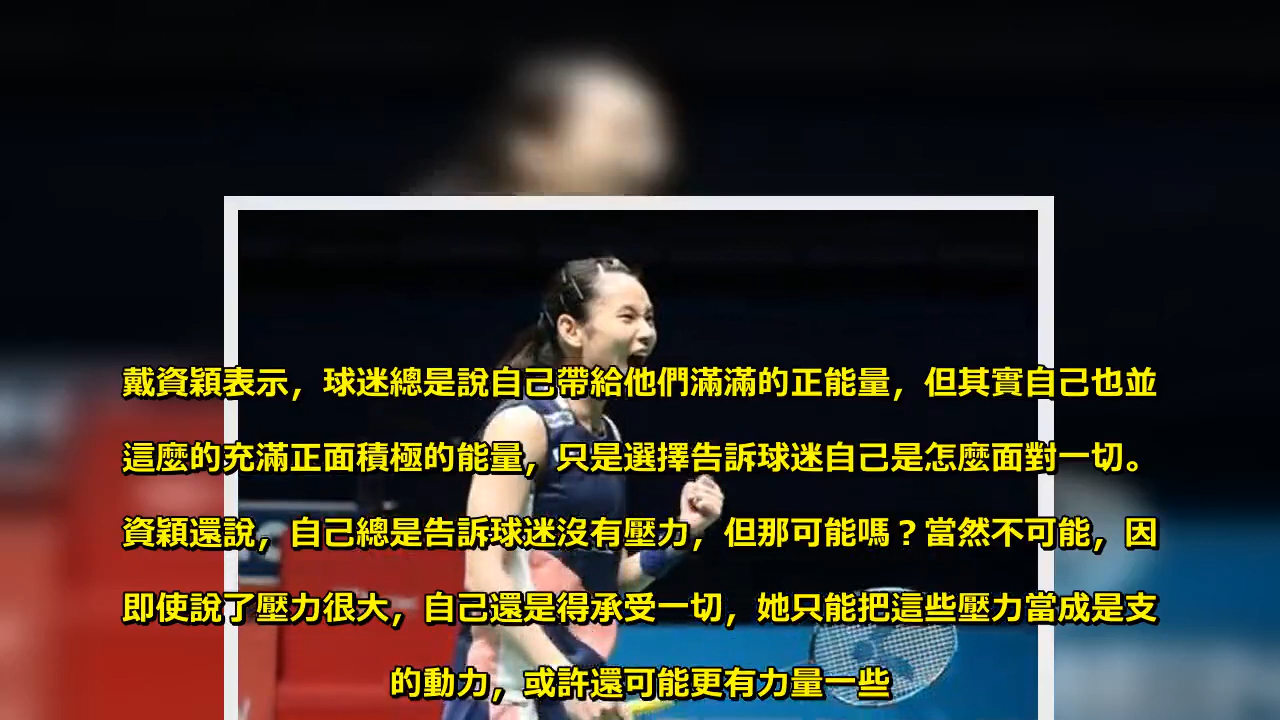 戴資穎表示，球迷總是說自己帶給他們滿滿的正能量，但其實自己也並
這麼的充滿正面積極的能量，只是選擇告訴球迷自己是怎麼面對一切。
資穎還說，自己總是告訴球迷沒有壓力，但那可能嗎？當然不可能，因
即使說了壓力很大，自己還是得承受一切，她只能把這些壓力當成是支
的動力，或許還可能更有力量一些